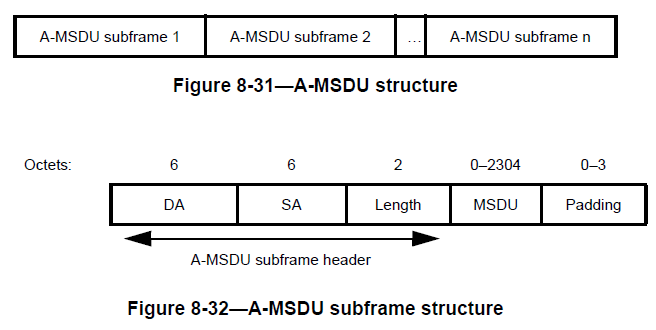 A-MSDU subframe 1 A-MSDU subframe 2 ... A-MSDU subframe n
Figure 8-31—A-MSDU structure
Octets: 6 6 2 0–2304 0–3
DA SA Length MSDU Padding
A-MSDU subframe header
Figure 8-32—A-MSDU subframe structure